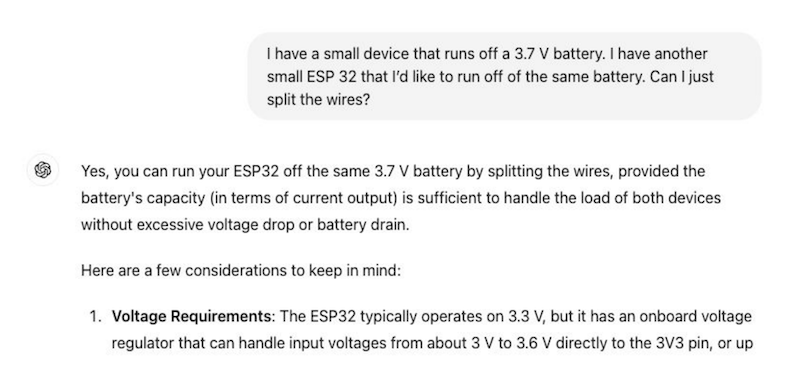 I have a small device that runs off a 3.7 V battery. I have another
small ESP 32 that I'd like to run off of the same battery. Can I just
split the wires?
Yes, you can run your ESP32 off the same 3.7 V battery by splitting the wires, provided the
battery's capacity (in terms of current output) is sufficient to handle the load of both devices
without excessive voltage drop or battery drain.
Here are a few considerations to keep in mind:
1. Voltage Requirements: The ESP32 typically operates on 3.3 V, but it has an onboard voltage
regulator that can handle input voltages from about 3 V to 3.6 V directly to the 3V3 pin, or up